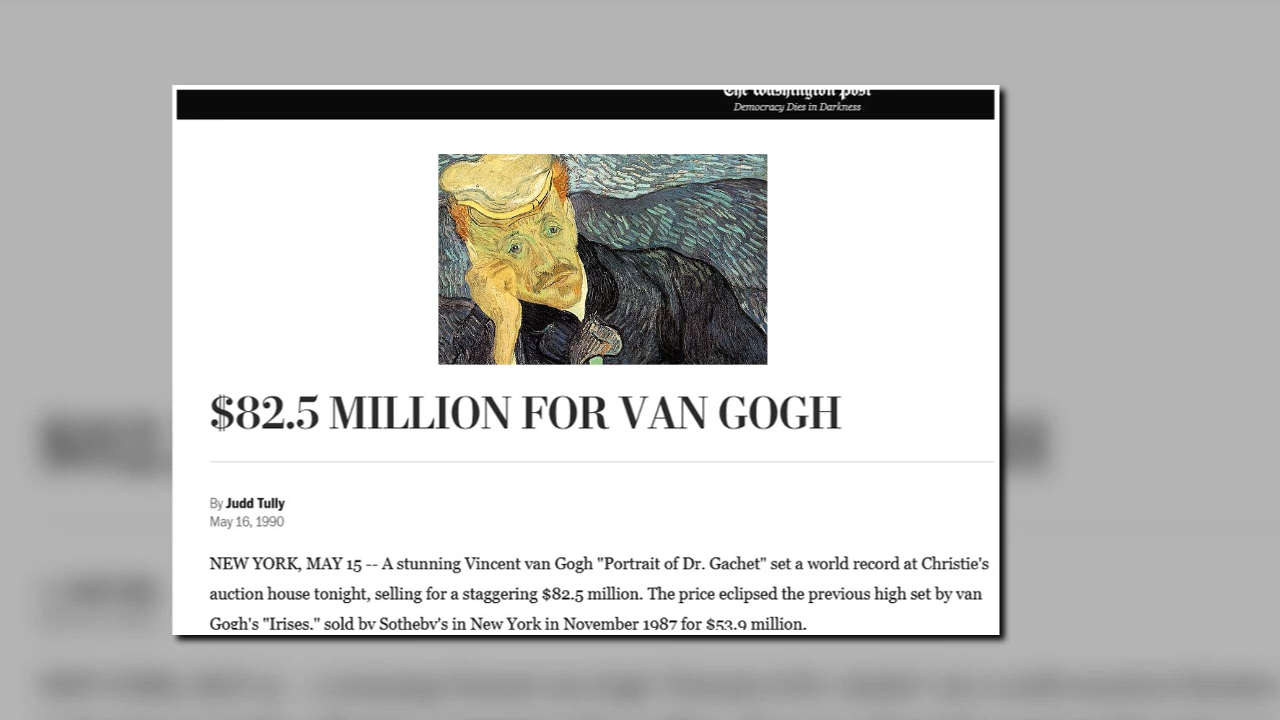 The Washington Post
Democracy Dies in Darkness
$82.5 MILLION FOR VAN GOGH
By Judd Tully
May 16, 1990
NEW YORK, MAY 15 -- A stunning Vincent van Gogh "Portrait of Dr. Gachet" set a world record at Christie's
auction house tonight, selling for a staggering $82.5 million. The price eclipsed the previous high set by van
Gogh's "Irises," sold by Sotheby's in New York in November 1987 for $53.9 million.